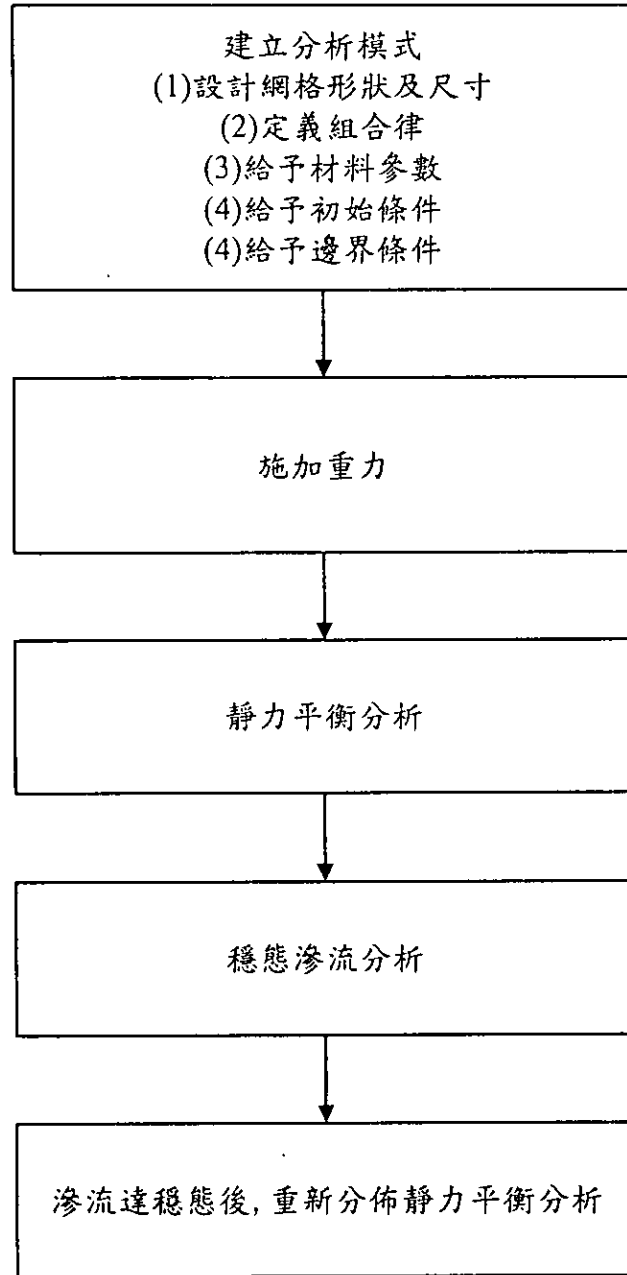 建立分析模式
(1)設計網格形狀及尺寸
(2)定義組合律
(3)給予材料參數
(4)給予初始條件
(4)給予邊界條件
施加重力
靜力平衡分析
穩態滲流分析
滲流達穩態後,重新分佈靜力平衡分析